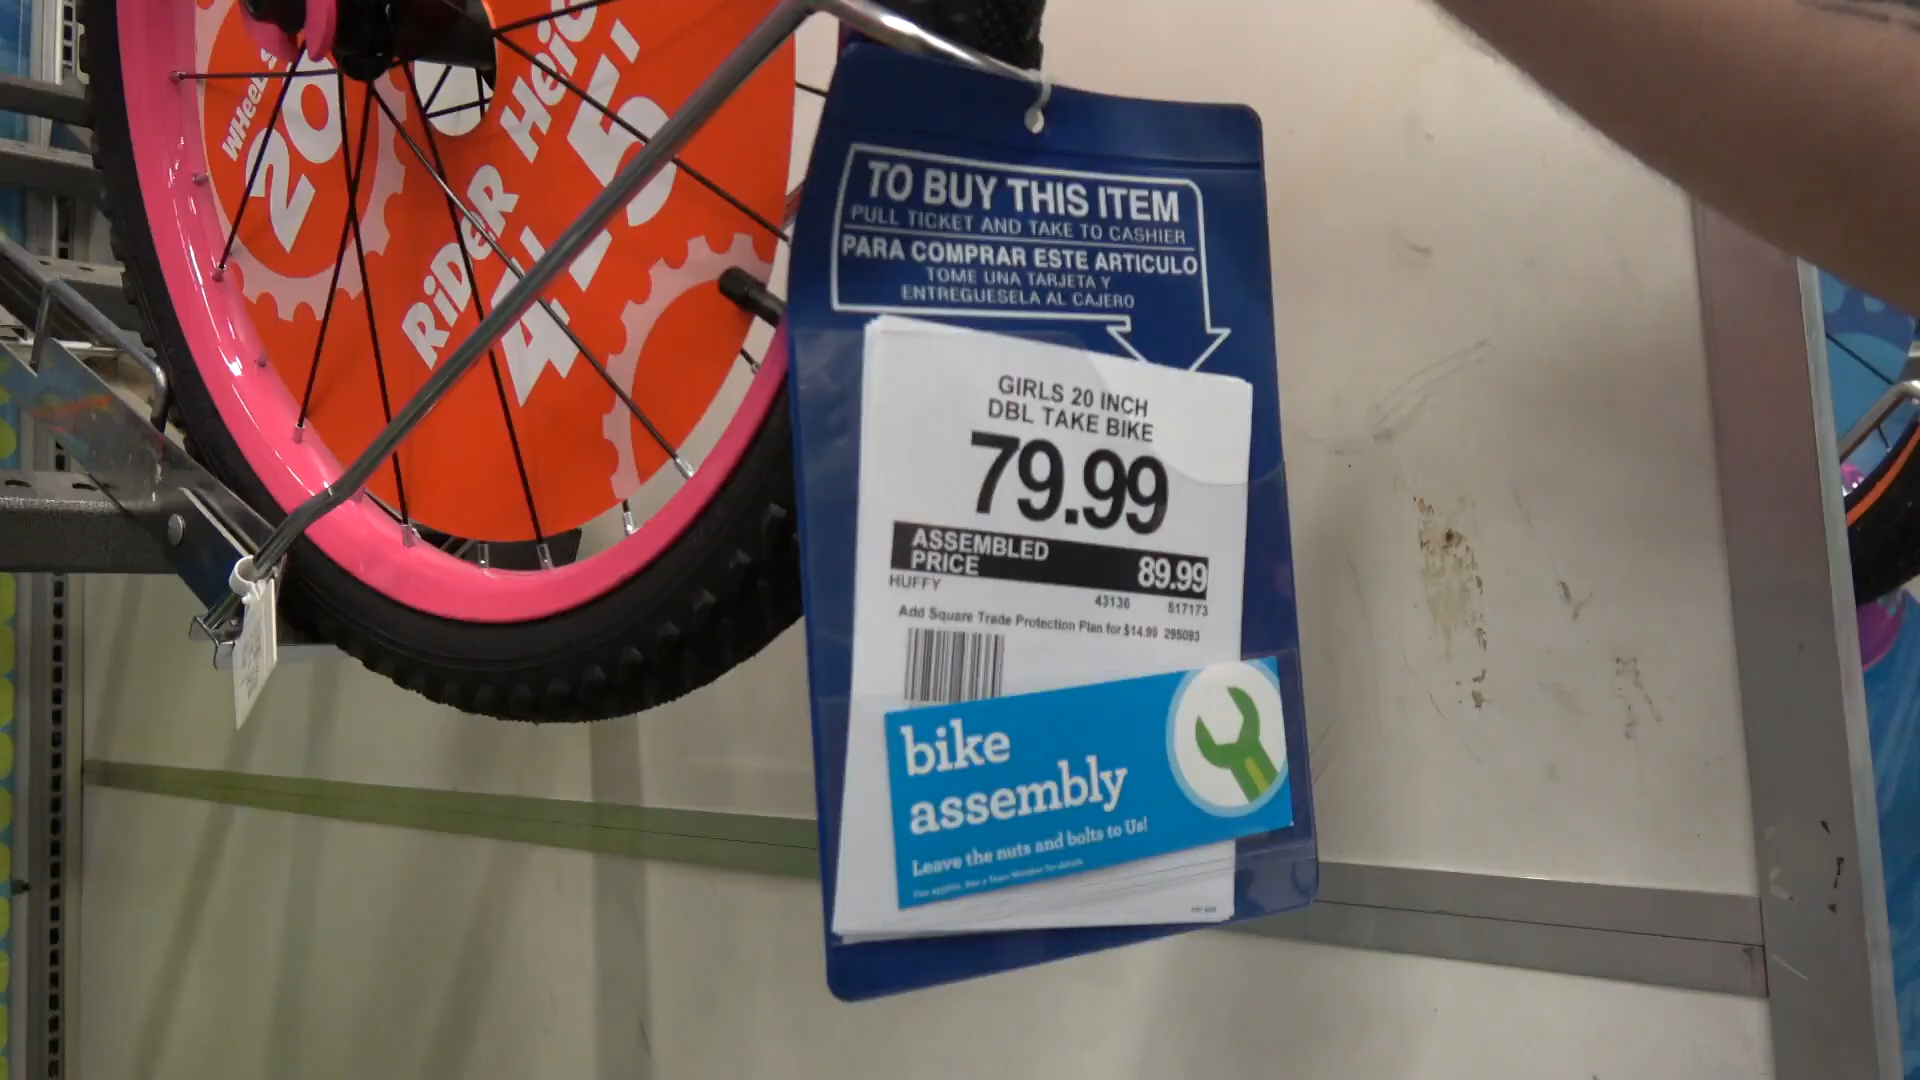 WHeeLS
20
RiDeR HeiG
4'- 5'
TO BUY THIS ITEM
PULL TICKET AND TAKE TO CASHIER
PARA COMPRAR ESTE ARTICULO
TOME UNA TARJETA Y
ENTREGUESELA AL CAJERO
GIRLS 20 INCH
DBL TAKE BIKE
79.99
ASSEMBLED
PRICE 89.99
HUFFY 43136 517173
Add Square Trade Protection Plan for $14.99 295093
bike
assembly
Leave the nuts and bolts to Us!